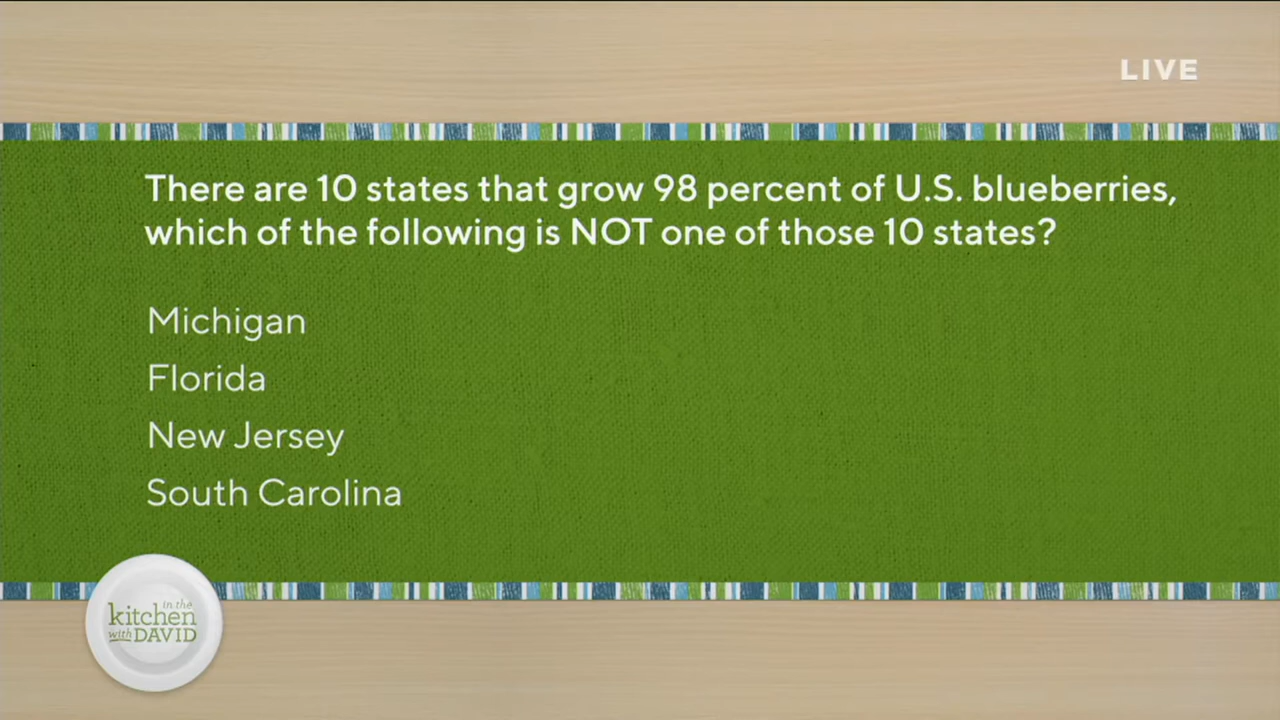 LIVE
There are 10 states that grow 98 percent of U.S. blueberries,
which of the following is NOT one of those 10 states?
Michigan
Florida
New Jersey
South Carolina
in the
kitchen
with DAVID